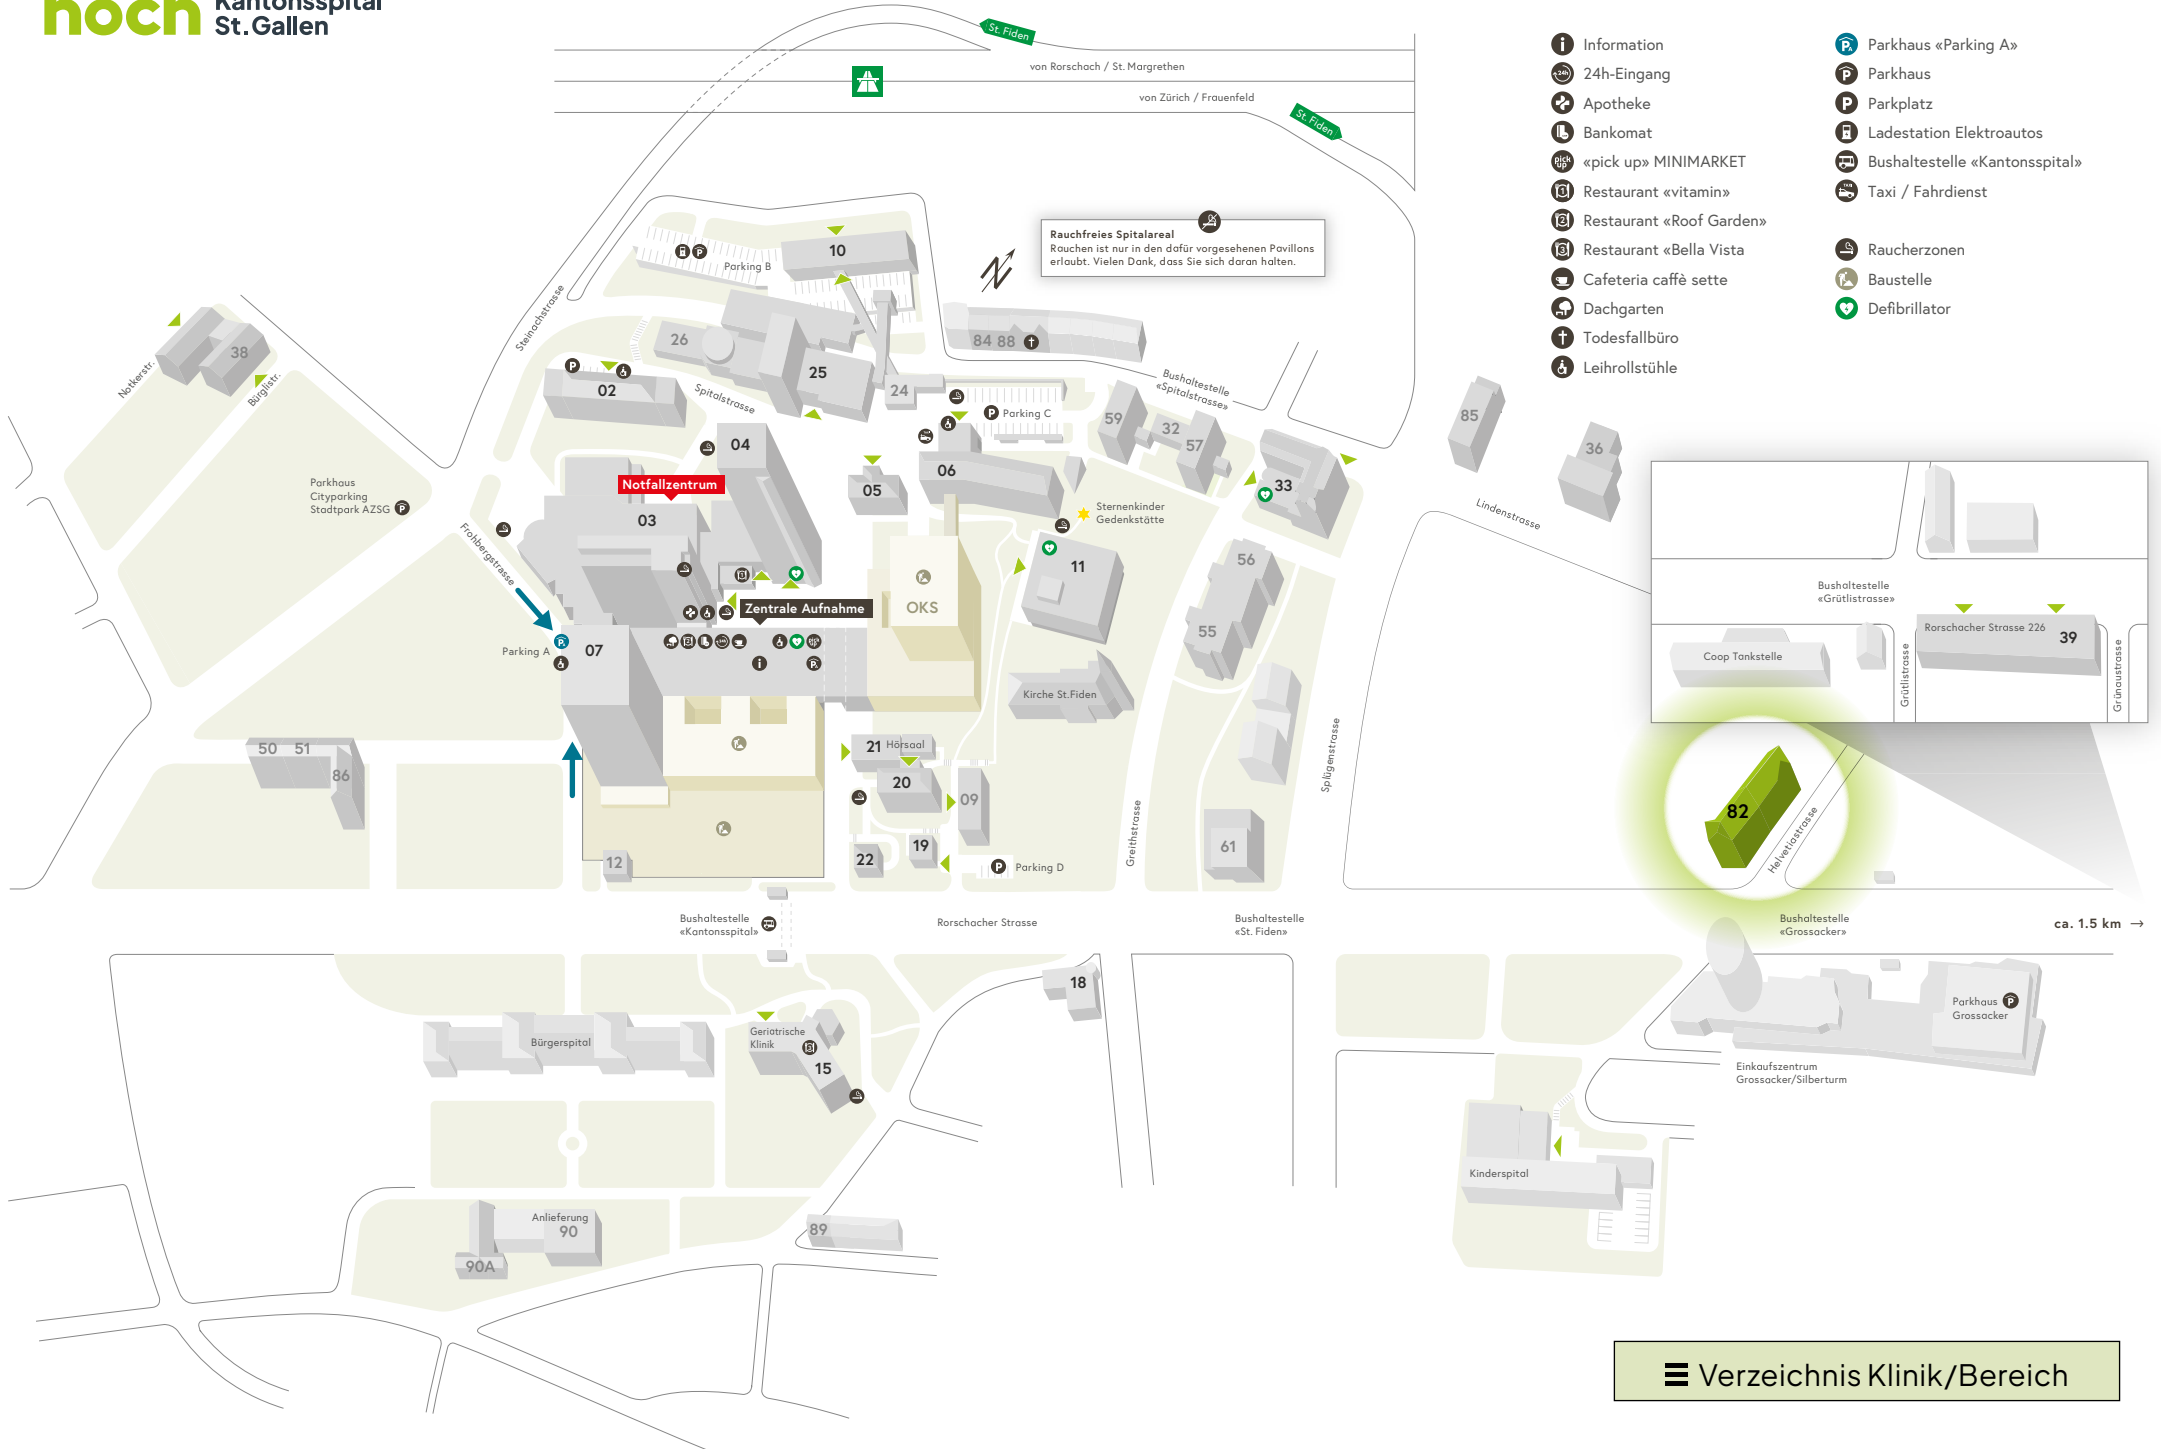 noch Kantonsspital
St.Gallen
St. Fiden
von Rorschach / St. Margrethen
von Zürich / Frauenfeld
St. Fiden
Information
24h-Eingang
Apotheke
Bankomat
«pick up» MINIMARKET
Restaurant «vitamin»
Restaurant «Roof Garden»
Restaurant «Bella Vista
Cafeteria caffè sette
Dachgarten
Todesfallbüro
Leihrollstühle
Parkhaus «Parking A»
Parkhaus
Parkplatz
Ladestation Elektroautos
Bushaltestelle «Kantonsspital»
Taxi / Fahrdienst
Raucherzonen
Baustelle
Defibrillator
Rauchfreies Spitalareal
Rauchen ist nur in den dafür vorgesehenen Pavillons
erlaubt. Vielen Dank, dass Sie sich daran halten.
N
10
Parking B
Steinachstrasse
26
25
24
84 88
Bushaltestelle
«Spitalstrasse»
38
Notkerstr.
Bürglistr.
02
Spitalstrasse
Parking C
59
32
57
85
36
04
06
05
33
Notfallzentrum
03
Parkhaus
Cityparking
Stadtpark AZSG
Frohbergstrasse
Sternenkinder
Gedenkstätte
Lindenstrasse
11
56
55
OKS
Zentrale Aufnahme
Parking A
07
Kirche St.Fiden
Bushaltestelle
«Grütlistrasse»
Rorschacher Strasse 226
39
Coop Tankstelle
Grütlistrasse
Grünaustrasse
50 51
86
21 Hörsaal
20
09
Splügenstrasse
Greithstrasse
82
Helvetiastrasse
12
22
19
Parking D
61
Bushaltestelle
«Kantonsspital»
Rorschacher Strasse
Bushaltestelle
«St. Fiden»
Bushaltestelle
«Grossacker»
ca. 1.5 km →
18
Bürgerspital
Geriatrische
Klinik
15
Parkhaus
Grossacker
Einkaufszentrum
Grossacker/Silberturm
Kinderspital
Anlieferung
90
90A
89
Verzeichnis Klinik/Bereich